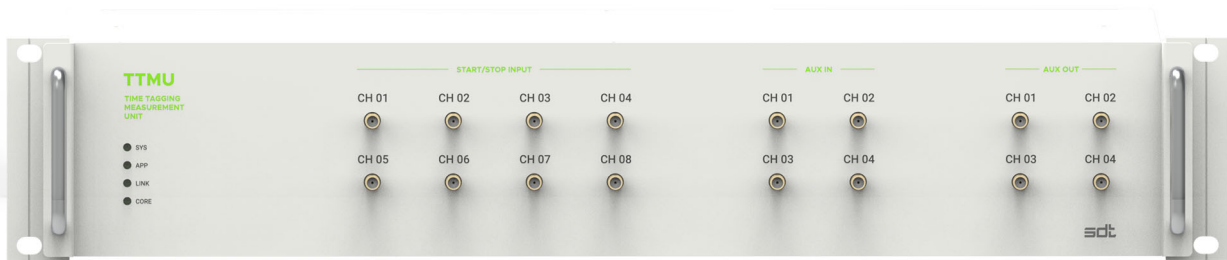 TTMU
TIME TAGGING
MEASUREMENT
UNIT
SYS
APP
LINK
CORE
START/STOP INPUT
CH 01 CH 02 CH 03 CH 04
CH 05 CH 06 CH 07 CH 08
AUX IN
CH 01 CH 02
CH 03 CH 04
AUX OUT
CH 01 CH 02
CH 03 CH 04
sdt